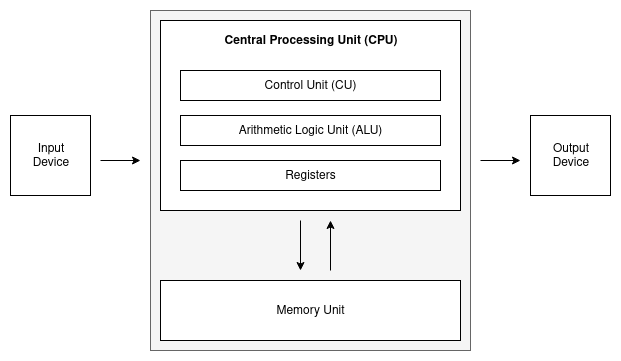 Central Processing Unit (CPU)
Control Unit (CU)
Arithmetic Logic Unit (ALU)
Registers
Input
Device
Output
Device
Memory Unit